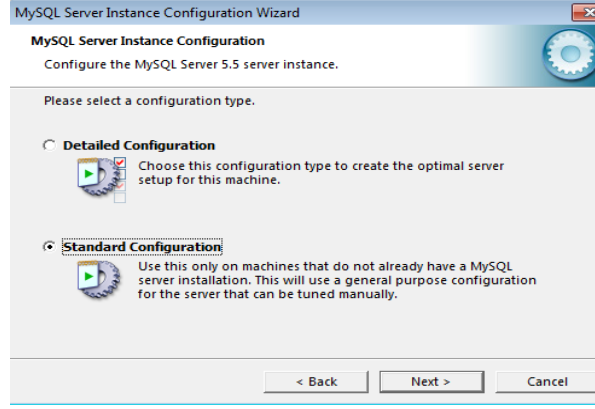 MySQL Server Instance Configuration Wizard
MySQL Server Instance Configuration
Configure the MySQL Server 5.5 server instance.
Please select a configuration type.
Detailed Configuration
Choose this configuration type to create the optimal server
setup for this machine.
Standard Configuration
Use this only on machines that do not already have a MySQL
server installation. This will use a general purpose configuration
for the server that can be tuned manually.
< Back Next > Cancel